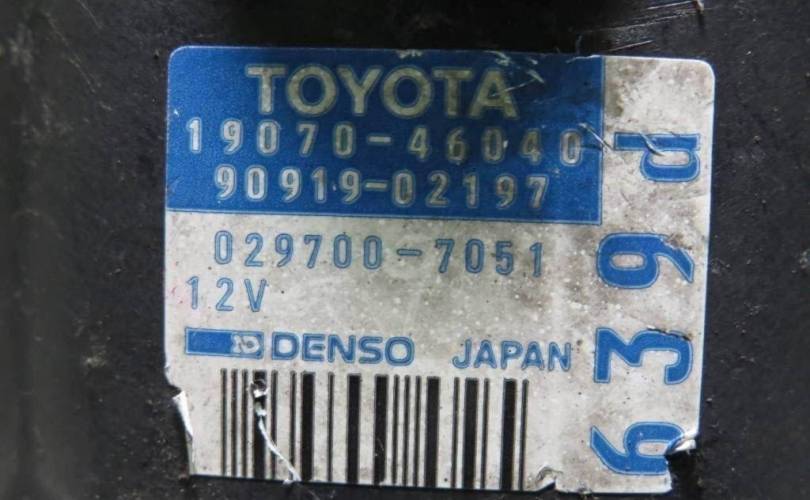 TOYOTA
19070-46040
90919-02197
029700-7051
12V
DENSO JAPAN
639d